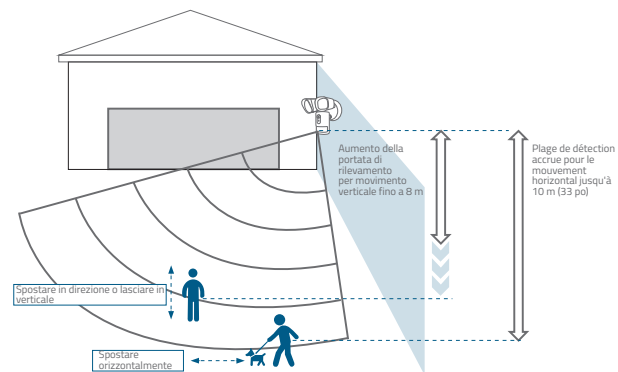 Aumento della
portata di
rilevamento
per movimento
verticale fino a 8 m
Plage de détection
accrue pour le
mouvement
horizontal jusqu'à
10 m (33 po)
Spostare in direzione o lasciare in
verticale
Spostare
orizzontalmente